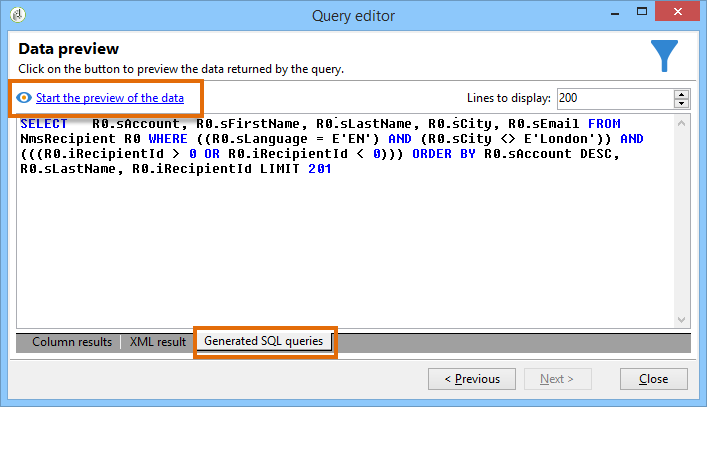 Query editor
Data preview
Click on the button to preview the data returned by the query.
Start the preview of the data
Lines to display: 200
SELECT R0.sAccount, R0.sFirstName, R0.sLastName, R0.sCity, R0.sEmail FROM
NmsRecipient R0 WHERE ((R0.sLanguage = E'EN') AND (R0.sCity <> E'London')) AND
(((R0.iRecipientId > 0 OR R0.iRecipientId < 0))) ORDER BY R0.sAccount DESC,
R0.sLastName, R0.iRecipientId LIMIT 201
Column results XML result Generated SQL queries
< Previous Next > Close